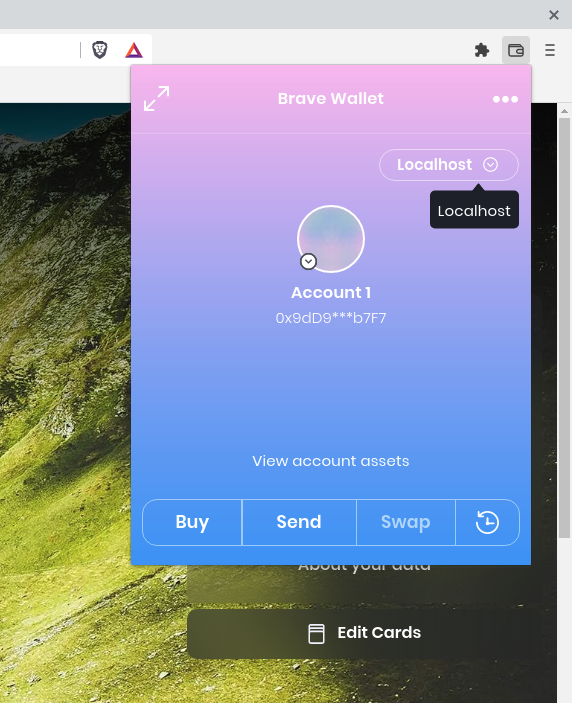 Brave Wallet
Localhost
Localhost
Account 1
0x9dD9***b7F7
View account assets
Buy
Send
Swap
About your data
Edit Cards